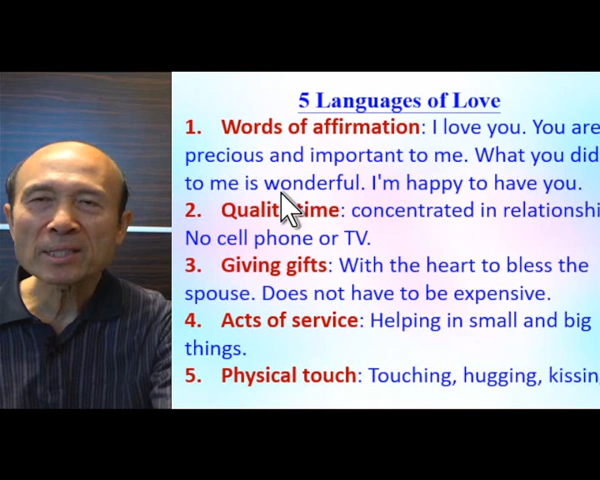 5 Languages of Love
1. Words of affirmation: I love you. You are
precious and important to me. What you did
to me is wonderful. I'm happy to have you.
2. Quality time: concentrated in relationshi
No cell phone or TV.
3. Giving gifts: With the heart to bless the
spouse. Does not have to be expensive.
4. Acts of service: Helping in small and big
things.
5. Physical touch: Touching, hugging, kissin